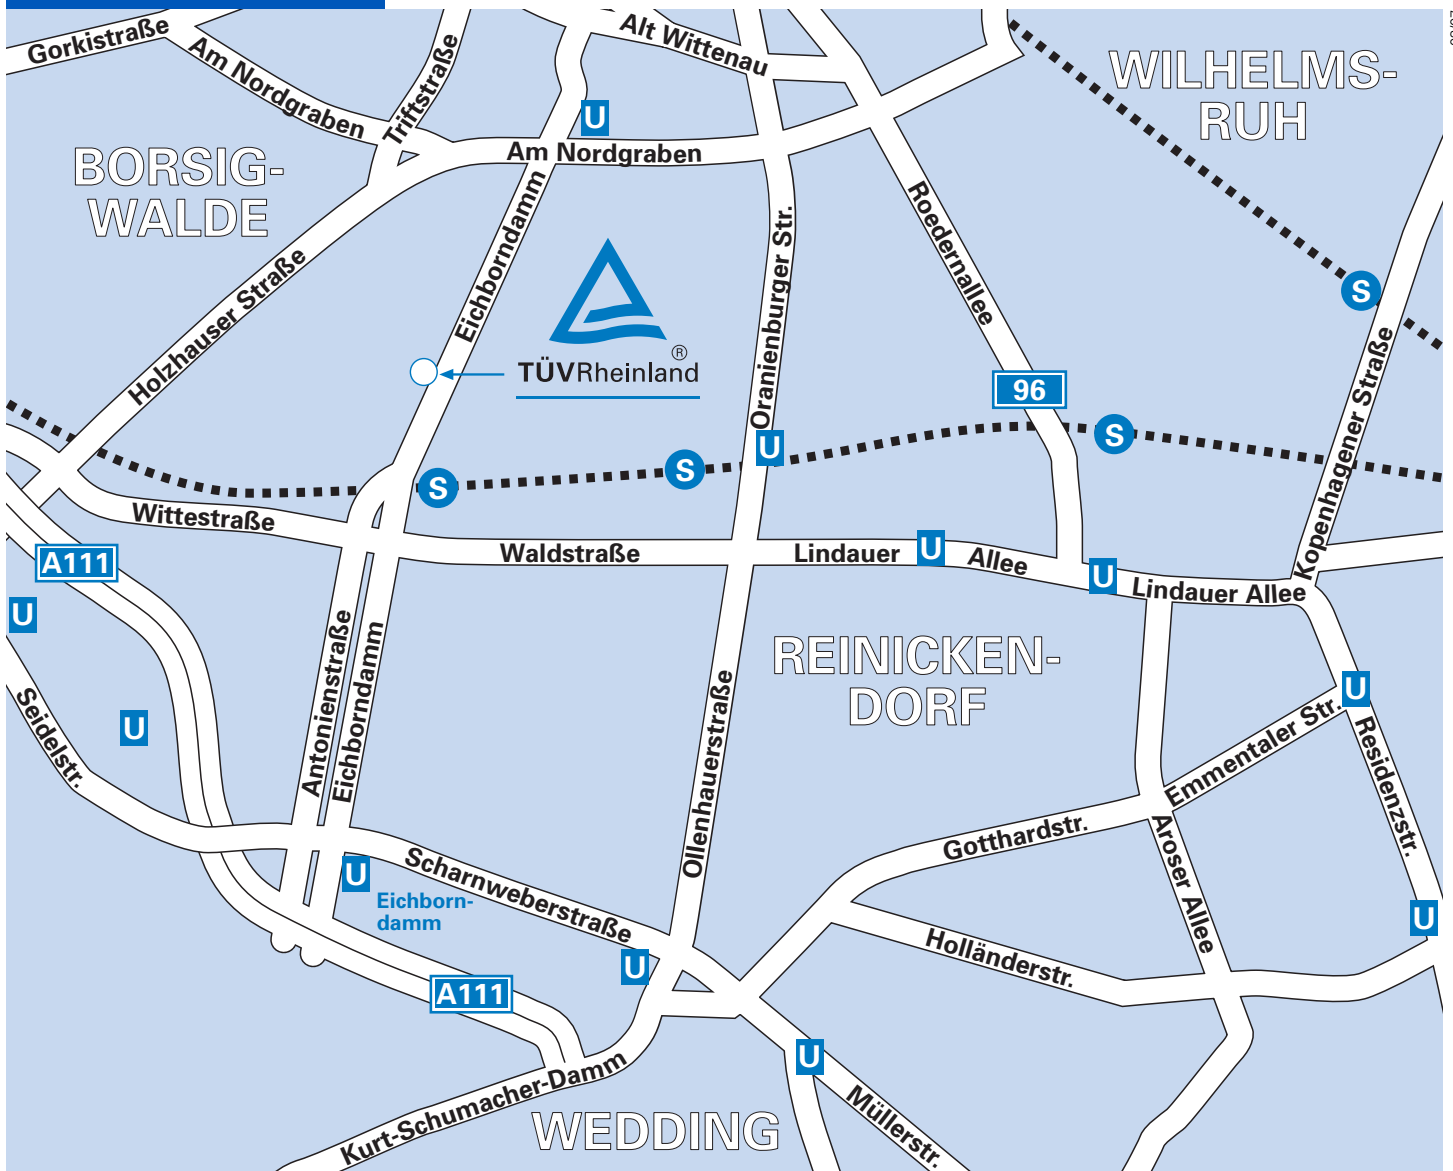 Gorkistraße
Am Nordgraben
Triftstraße
Alt Wittenau
WILHELMS-
RUH
U
Am Nordgraben
BORSIG-
WALDE
Eichborndamm
Oranienburger Str.
Roedernallee
Holzhauser Straße
S
TÜVRheinland
®
96
Kopenhagener Straße
U
S
S
S
Wittestraße
Waldstraße
Lindauer
U
Allee
U
Lindauer Allee
A111
U
Antonienstraße
Eichborndamm
REINICKEN-
DORF
Ollenhauerstraße
U
Seidelstr.
U
Emmentaler Str.
Residenzstr.
Gotthardstr.
Aroser Allee
U
Eichborn-
damm
Scharnweberstraße
U
Holländerstr.
U
A111
U
Kurt-Schumacher-Damm
Müllerstr.
WEDDING